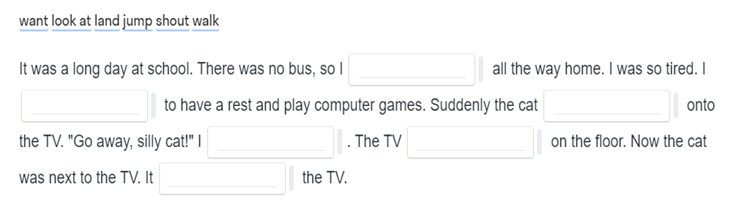 want look at land jump shout walk
It was a long day at school. There was no bus, so I all the way home. I was so tired. I
to have a rest and play computer games. Suddenly the cat onto
the TV. "Go away, silly cat!" I . The TV on the floor. Now the cat
was next to the TV. It the TV.